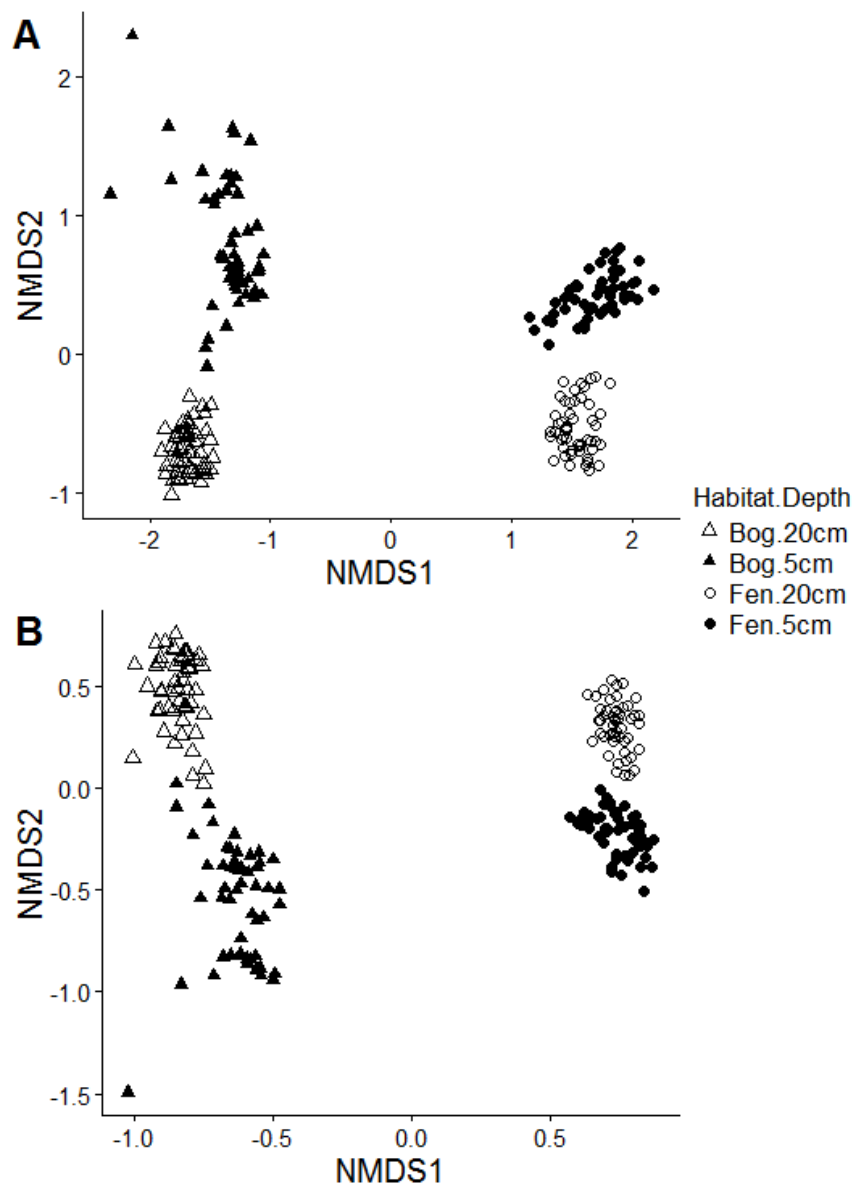 A
NMDS2
2
1
0
-1
-2
-1
0
1
2
NMDS1
Habitat.Depth
Bog.20cm
Bog.5cm
Fen.20cm
Fen.5cm
B
NMDS2
0.5
0.0
-0.5
-1.0
-1.5
-1.0
-0.5
0.0
0.5
NMDS1